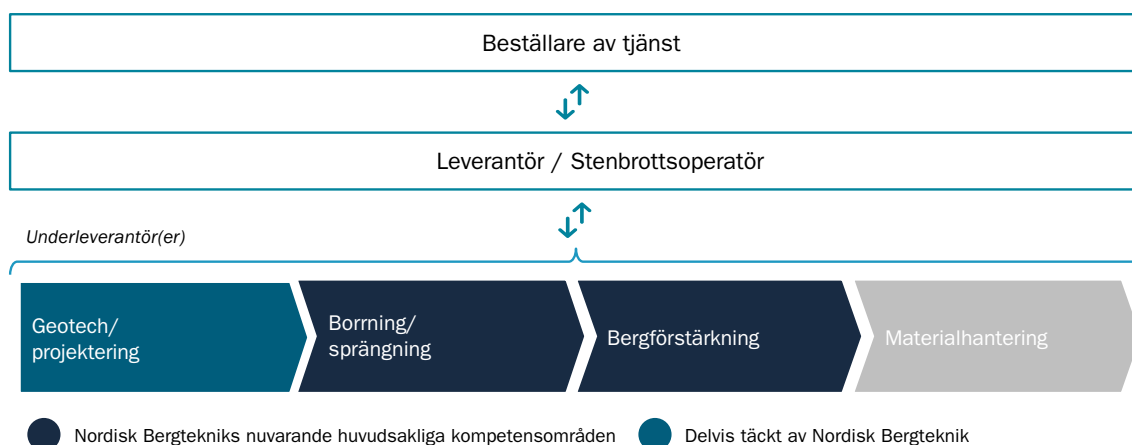 Beställare av tjänst
Leverantör / Stenbrottsoperatör
Underleverantör(er)
Geotech/
projektering
Borrning/
sprängning
Bergförstärkning
Materialhantering
Nordisk Bergtekniks nuvarande huvudsakliga kompetensområden
Delvis täckt av Nordisk Bergteknik